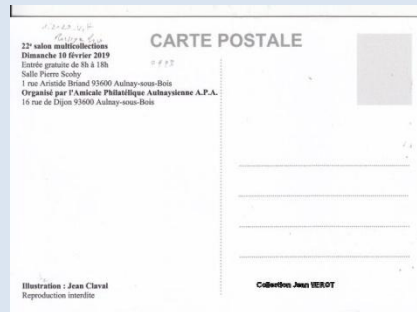 CARTE POSTALE
22e salon multicollections
Dimanche 10 février 2019
Entrée gratuite de 8h à 18h
Salle Pierre Scohy
1 rue Aristide Briand 93600 Aulnay-sous-Bois
Organisé par l'Amicale Philatélique Aulnaysienne A.P.A.
16 rue de Dijon 93600 Aulnay-sous-Bois
Illustration : Jean Claval
Reproduction interdite
Collection Jean VEROT